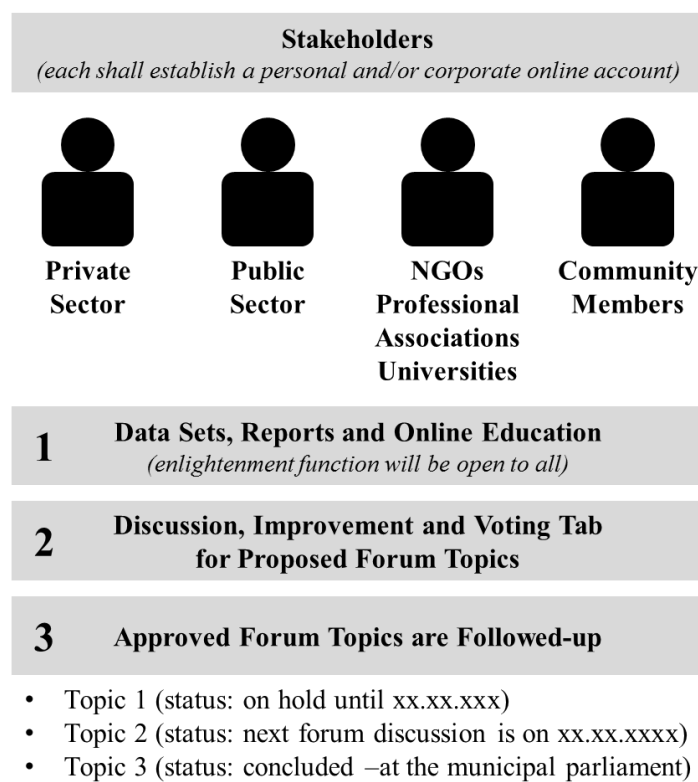 Stakeholders
(each shall establish a personal and/or corporate online account)
Private
Sector
Public
Sector
NGOs
Professional
Associations
Universities
Community
Members
1
Data Sets, Reports and Online Education
(enlightenment function will be open to all)
2
Discussion, Improvement and Voting Tab
for Proposed Forum Topics
3
Approved Forum Topics are Followed-up
• Topic 1 (status: on hold until xx.xx.xxx)
• Topic 2 (status: next forum discussion is on xx.xx.xxxx)
• Topic 3 (status: concluded –at the municipal parliament)